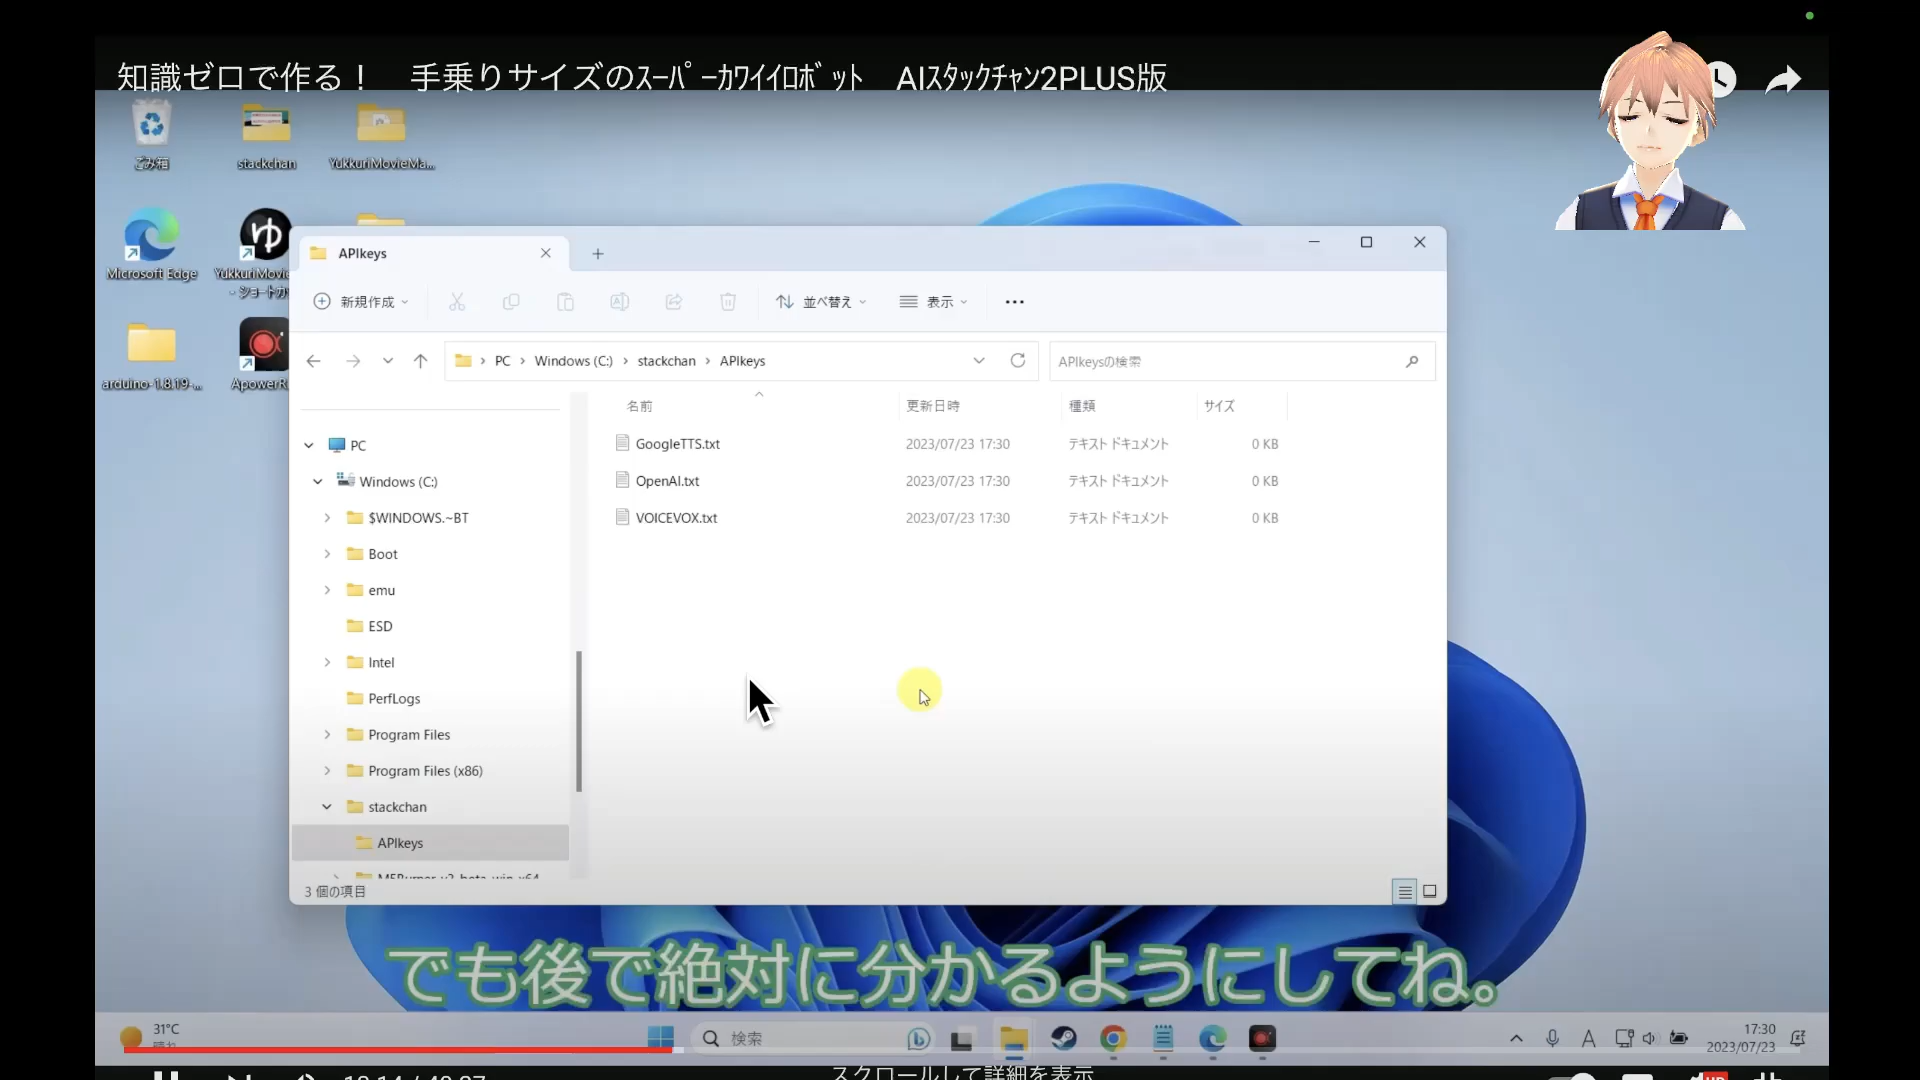 知識ゼロで作る！　手乗りサイズのｽｰﾊﾟｰｶﾜｲｲﾛﾎﾞｯﾄ　AIｽﾀｯｸﾁｬﾝ2PLUS版
ごみ箱
stackchan
YukkuriMovieMa...
Microsoft Edge
YukkuriMovie
- ショートカ
arduino-1.8.19-...
ApowerR
ゆ
APIkeys
新規作成
並べ替え
表示
PC > Windows (C:) > stackchan > APIkeys
APIkeysの検索
名前 更新日時 種類 サイズ
GoogleTTS.txt 2023/07/23 17:30 テキスト ドキュメント 0 KB
OpenAI.txt 2023/07/23 17:30 テキスト ドキュメント 0 KB
VOICEVOX.txt 2023/07/23 17:30 テキスト ドキュメント 0 KB
PC
Windows (C:)
$WINDOWS.~BT
Boot
emu
ESD
Intel
PerfLogs
Program Files
Program Files (x86)
stackchan
APIkeys
3 個の項目
でも後で絶対に分かるようにしてね。
31°C
検索
A
17:30
2023/07/23
スクロールして詳細を表示